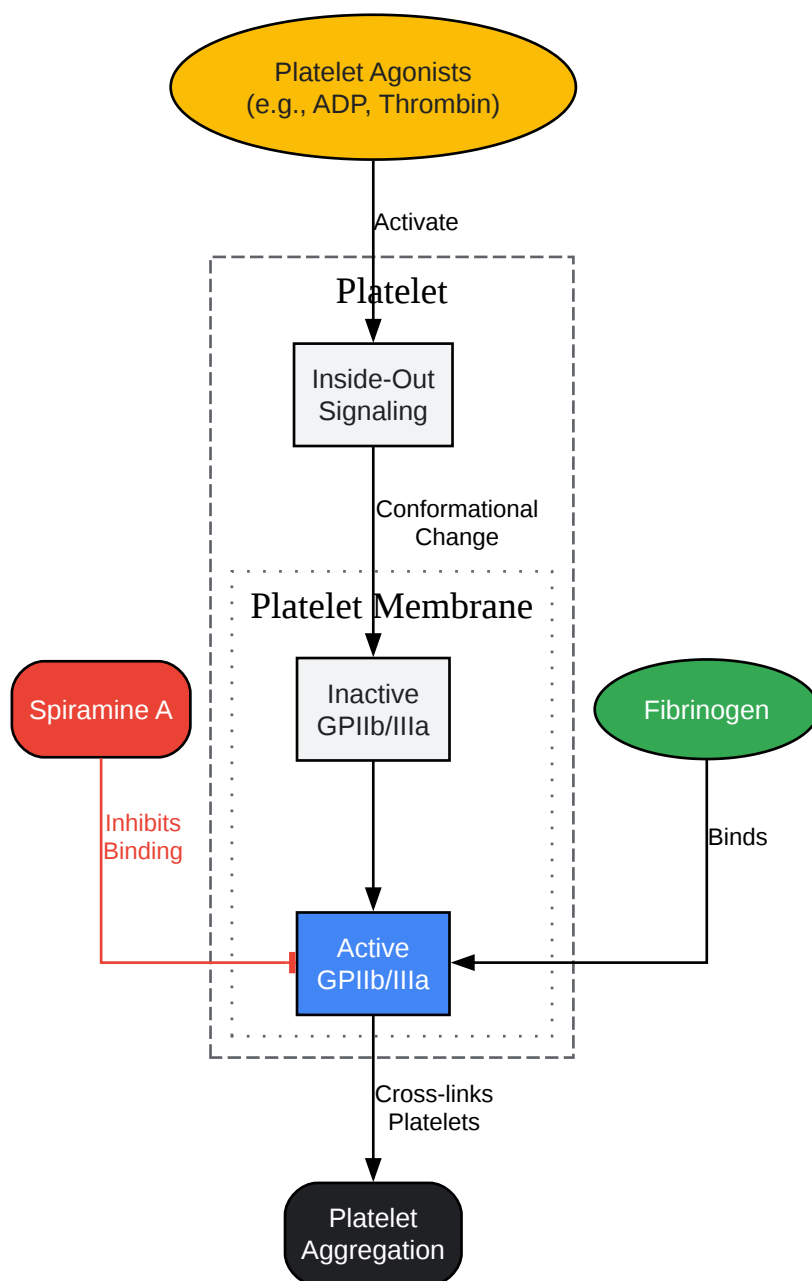 Platelet Agonists
(e.g., ADP, Thrombin)
Activate
Platelet
Inside-Out
Signaling
Conformational
Change
Platelet Membrane
Spiramine A
Inactive
GPIIb/IIIa
Fibrinogen
Inhibits
Binding
Binds
Active
GPIIb/IIIa
Cross-links
Platelets
Platelet
Aggregation